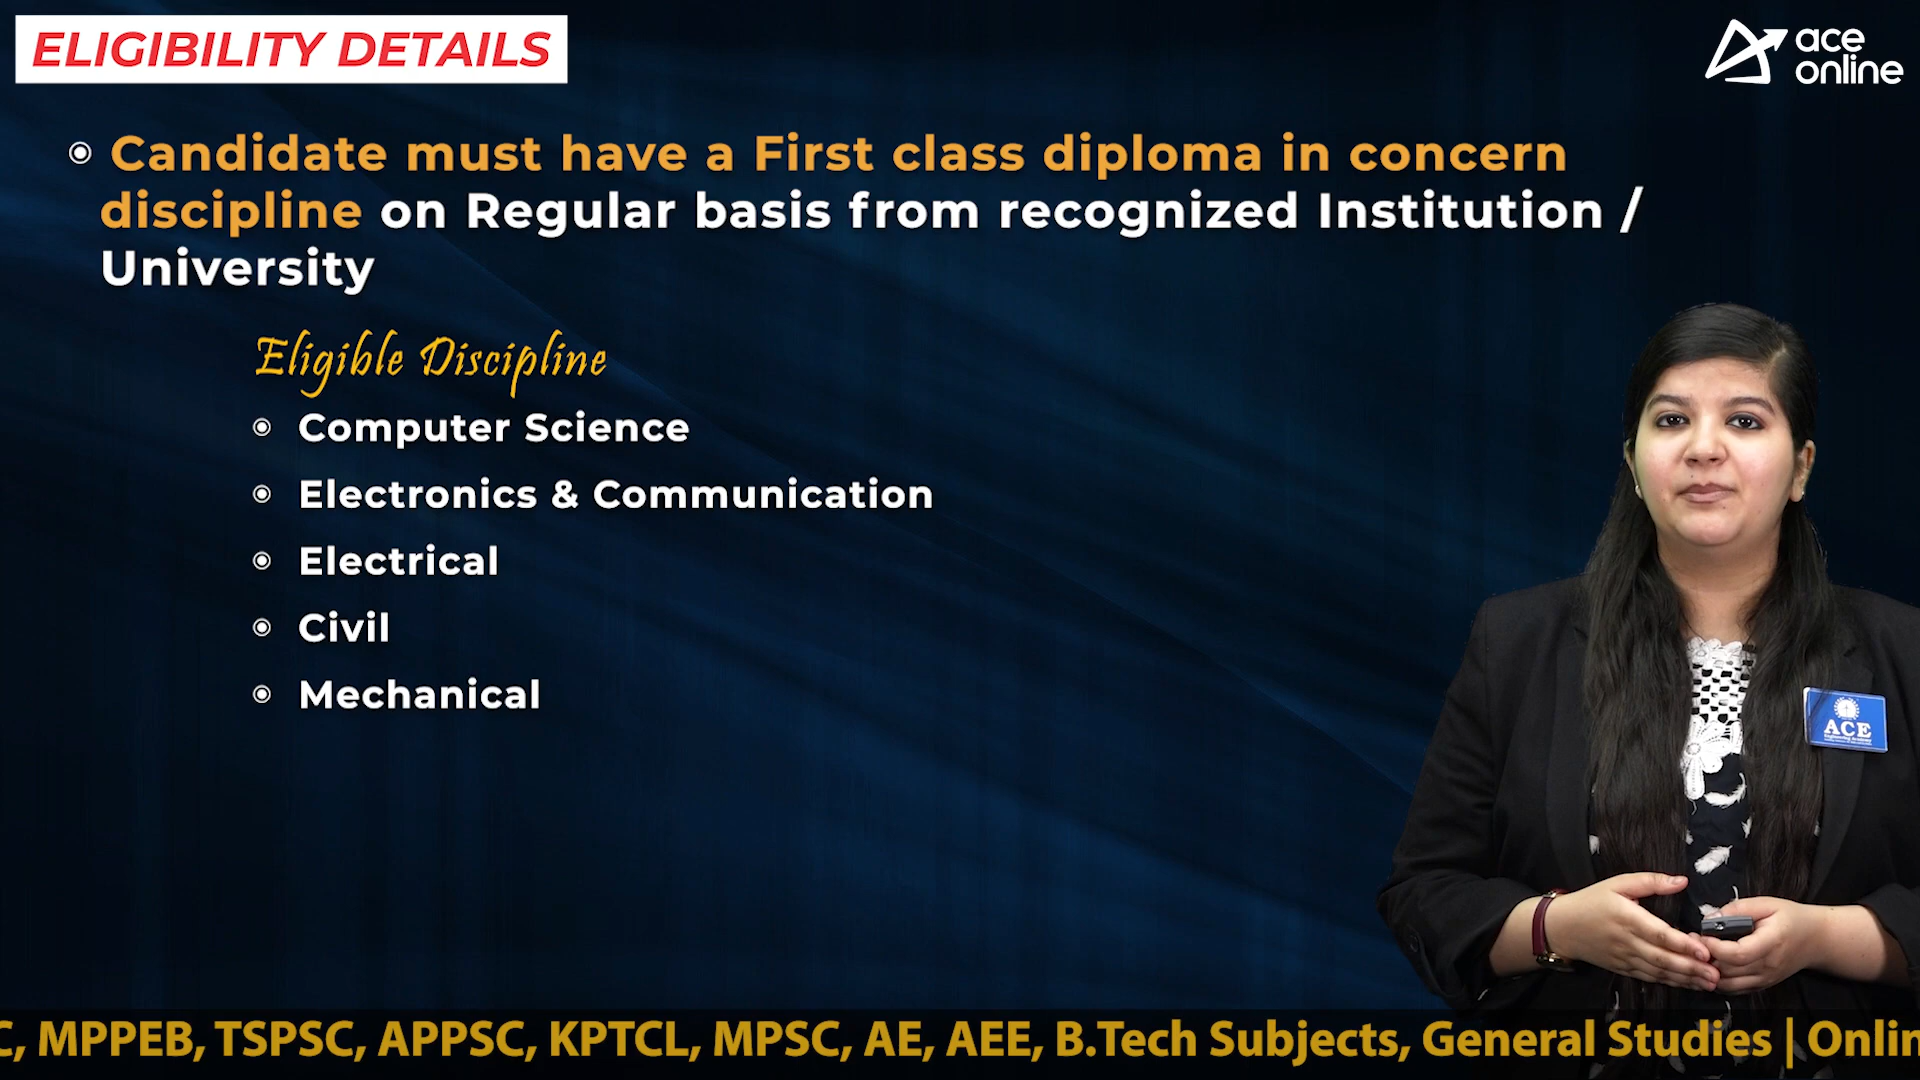 ELIGIBILITY DETAILS
ace
online
Candidate must have a First class diploma in concern
discipline on Regular basis from recognized Institution /
University
Eligible Discipline
Computer Science
Electronics & Communication
Electrical
Civil
Mechanical
ACE
Engineering Academy
C, MPPEB, TSPSC, APPSC, KPTCL, MPSC, AE, AEE, B.Tech Subjects, General Studies | Onlin